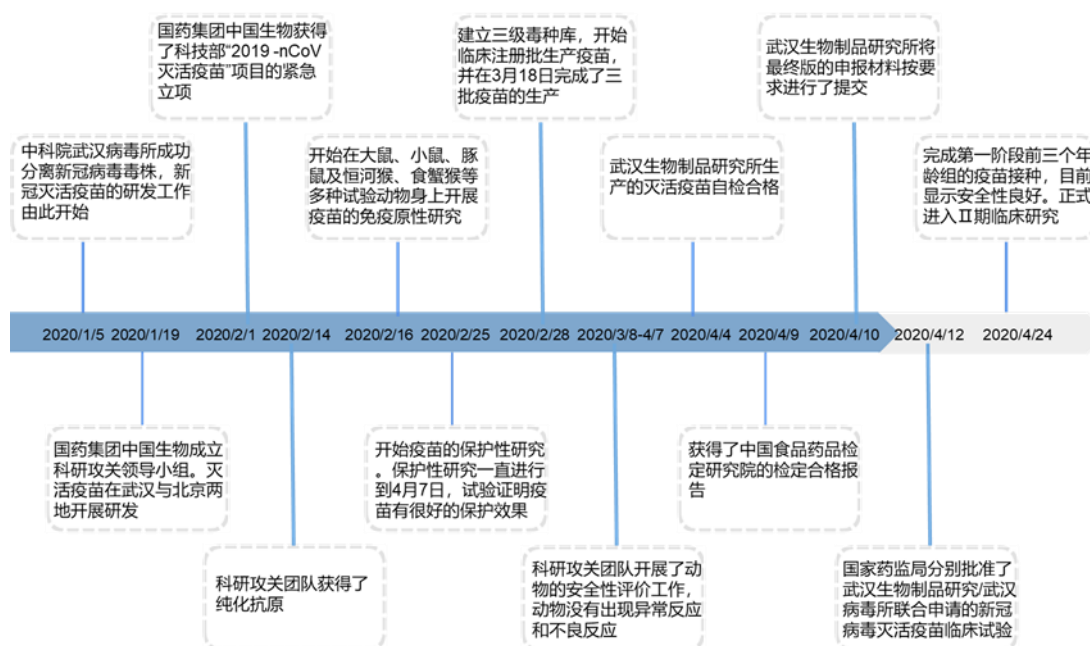 国药集团中国生物获得
了科技部“2019 -nCoV
灭活疫苗”项目的紧急
立项
建立三级毒种库，开始
临床注册批生产疫苗，
并在3月18日完成了三
批疫苗的生产
武汉生物制品研究所将
最终版的申报材料按要
求进行了提交
中科院武汉病毒所成功
分离新冠病毒毒株，新
冠灭活疫苗的研发工作
由此开始
开始在大鼠、小鼠、豚
鼠及恒河猴、食蟹猴等
多种试验动物身上开展
疫苗的免疫原性研究
武汉生物制品研究所生
产的灭活疫苗自检合格
完成第一阶段前三个年
龄组的疫苗接种，目前
显示安全性良好。正式
进入Ⅱ期临床研究
2020/1/5 2020/1/19 2020/2/1 2020/2/14 2020/2/16 2020/2/25 2020/2/28 2020/3/8-4/7 2020/4/4 2020/4/9 2020/4/10 2020/4/12 2020/4/24
国药集团中国生物成立
科研攻关领导小组。灭
活疫苗在武汉与北京两
地开展研发
开始疫苗的保护性研究
。保护性研究一直进行
到4月7日，试验证明疫
苗有很好的保护效果
获得了中国食品药品检
定研究院的检定合格报
告
科研攻关团队获得了
纯化抗原
科研攻关团队开展了动
物的安全性评价工作，
动物没有出现异常反应
和不良反应
国家药监局分别批准了
武汉生物制品研究/武汉
病毒所联合申请的新冠
病毒灭活疫苗临床试验